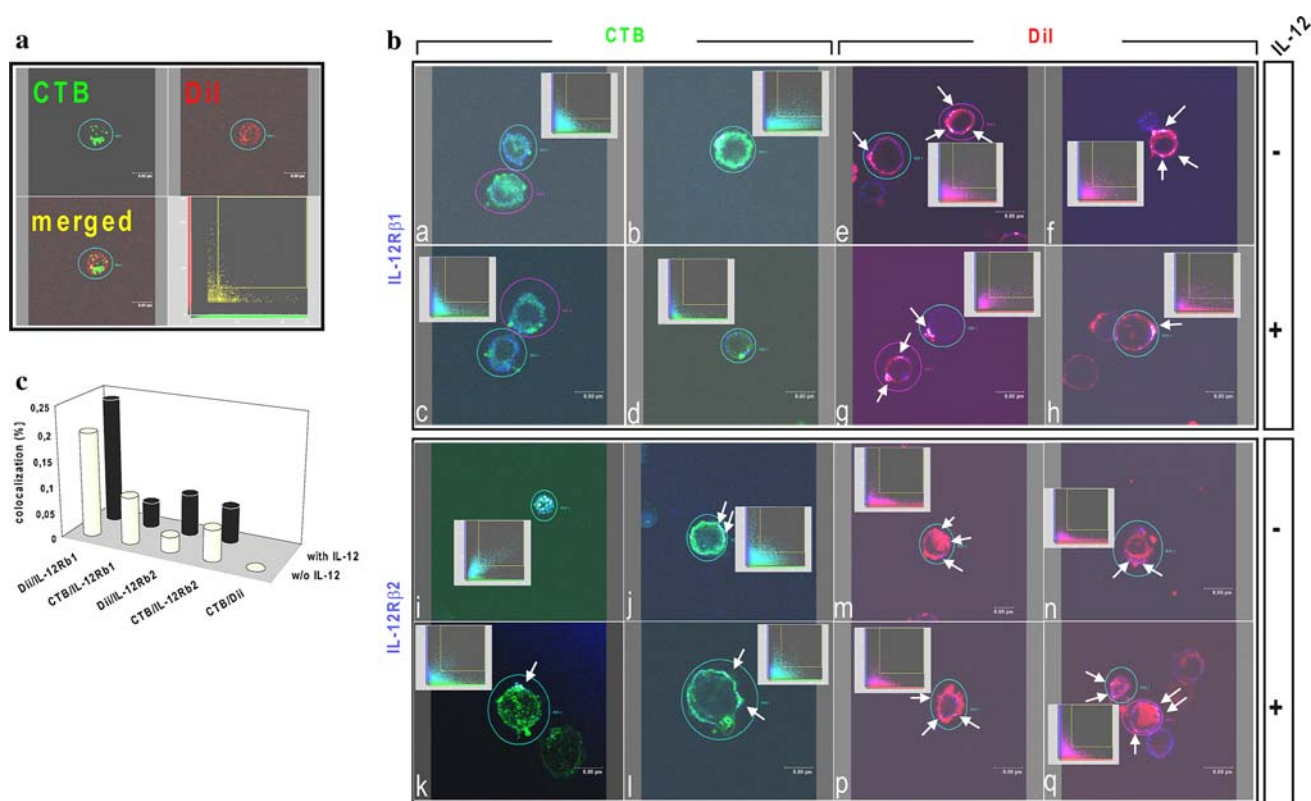 a
CTB
DiI
merged
b
CTB
DiI
IL-12
IL-12Rβ1
a
b
e
f
-
c
d
g
h
+
c
colocalization [%]
0,25
0,2
0,15
0,1
0,05
0
DiI/IL-12Rb1
CTB/IL-12Rb1
DiI/IL-12Rb2
CTB/IL-12Rb2
CTB/DiI
with IL-12
w/o IL-12
IL-12Rβ2
i
j
m
n
-
k
l
p
q
+